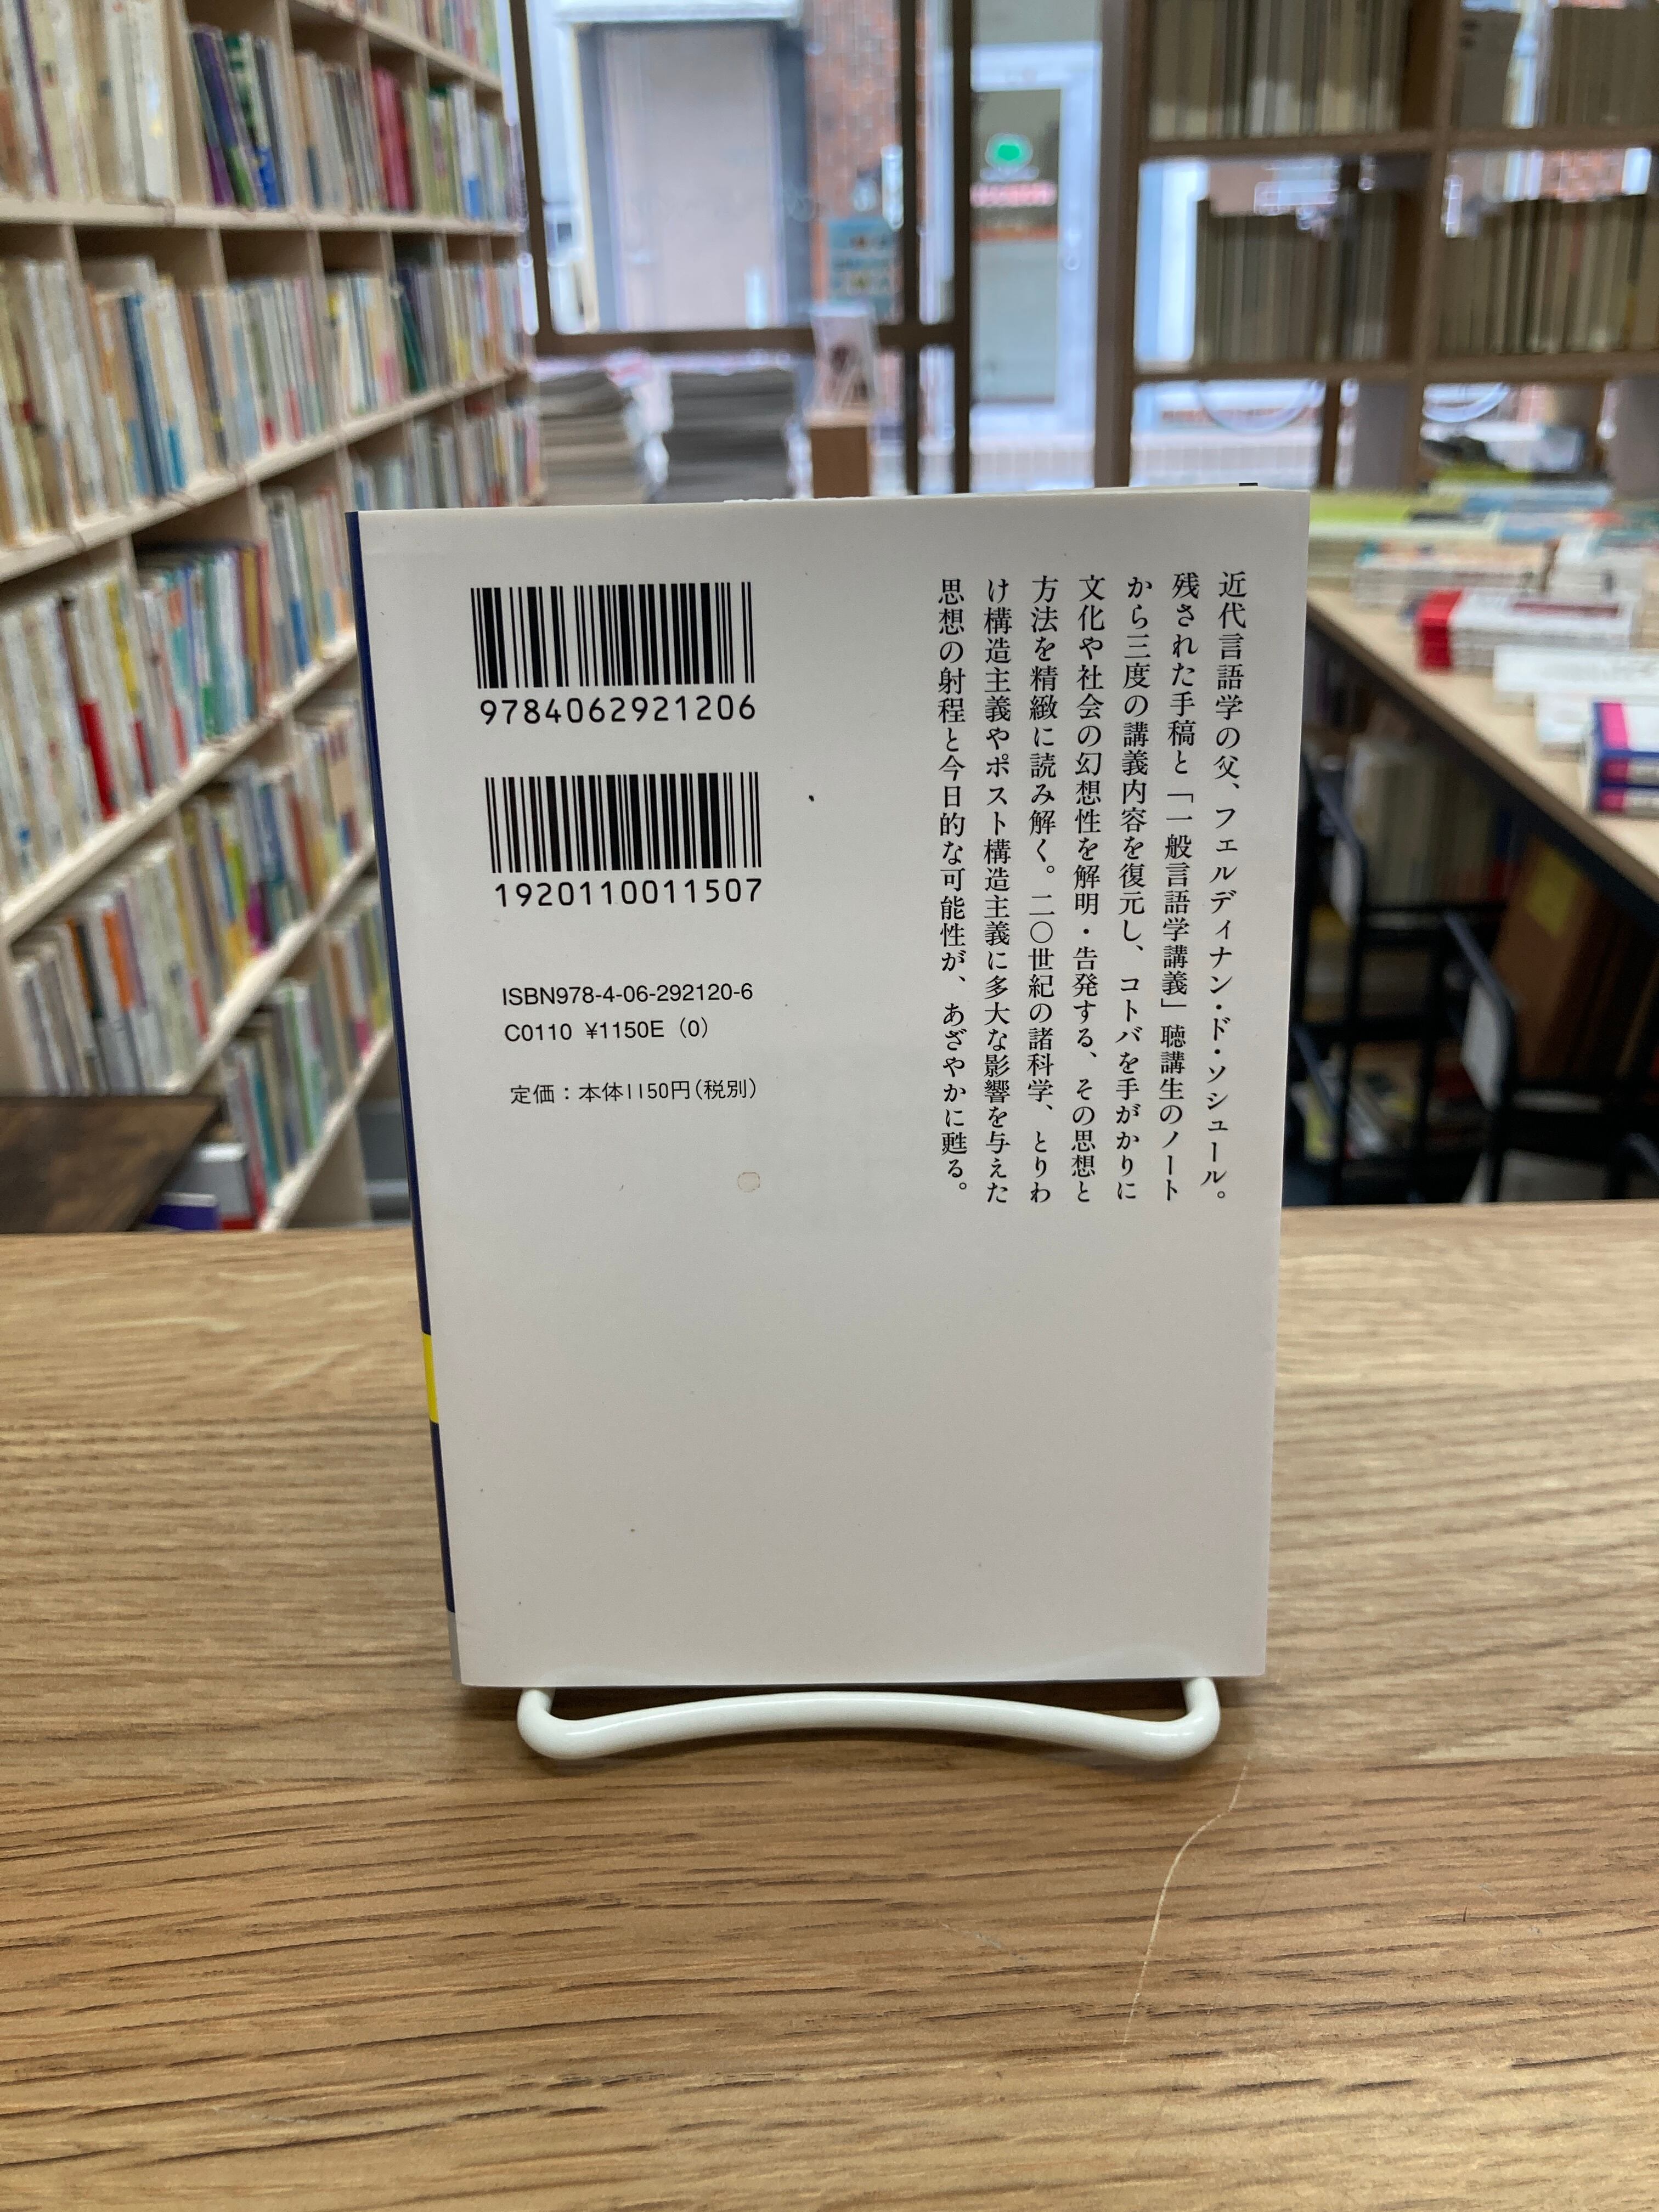 近代言語学の父、フェルディナン・ド・ソシュール。
残された手稿と「一般言語学講義」聴講生のノート
から三度の講義内容を復元し、コトバを手がかりに
文化や社会の幻想性を解明・告発する、その思想と
方法を精緻に読み解く。二〇世紀の諸科学、とりわ
け構造主義やポスト構造主義に多大な影響を与えた
思想の射程と今日的な可能性が、あざやかに甦る。
9784062921206
1920110011507
ISBN978-4-06-292120-6
C0110 ¥1150E (0)
定価:本体1150円(税別)